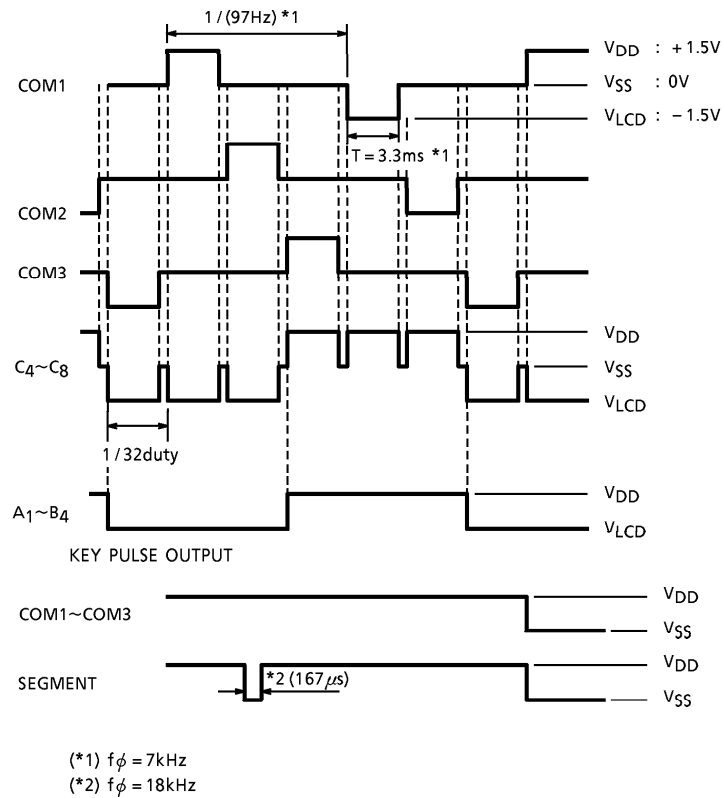 1/(97Hz) *1
VDD : +1.5V
COM1
VSS : 0V
VLCD : −1.5V
T = 3.3ms *1
COM2
COM3
VDD
C4~C8
VSS
VLCD
1/32duty
VDD
A1~B4
VLCD
KEY PULSE OUTPUT
VDD
COM1~COM3
VSS
VDD
*2 (167μs)
SEGMENT
VSS
(*1) fϕ = 7kHz
(*2) fϕ = 18kHz